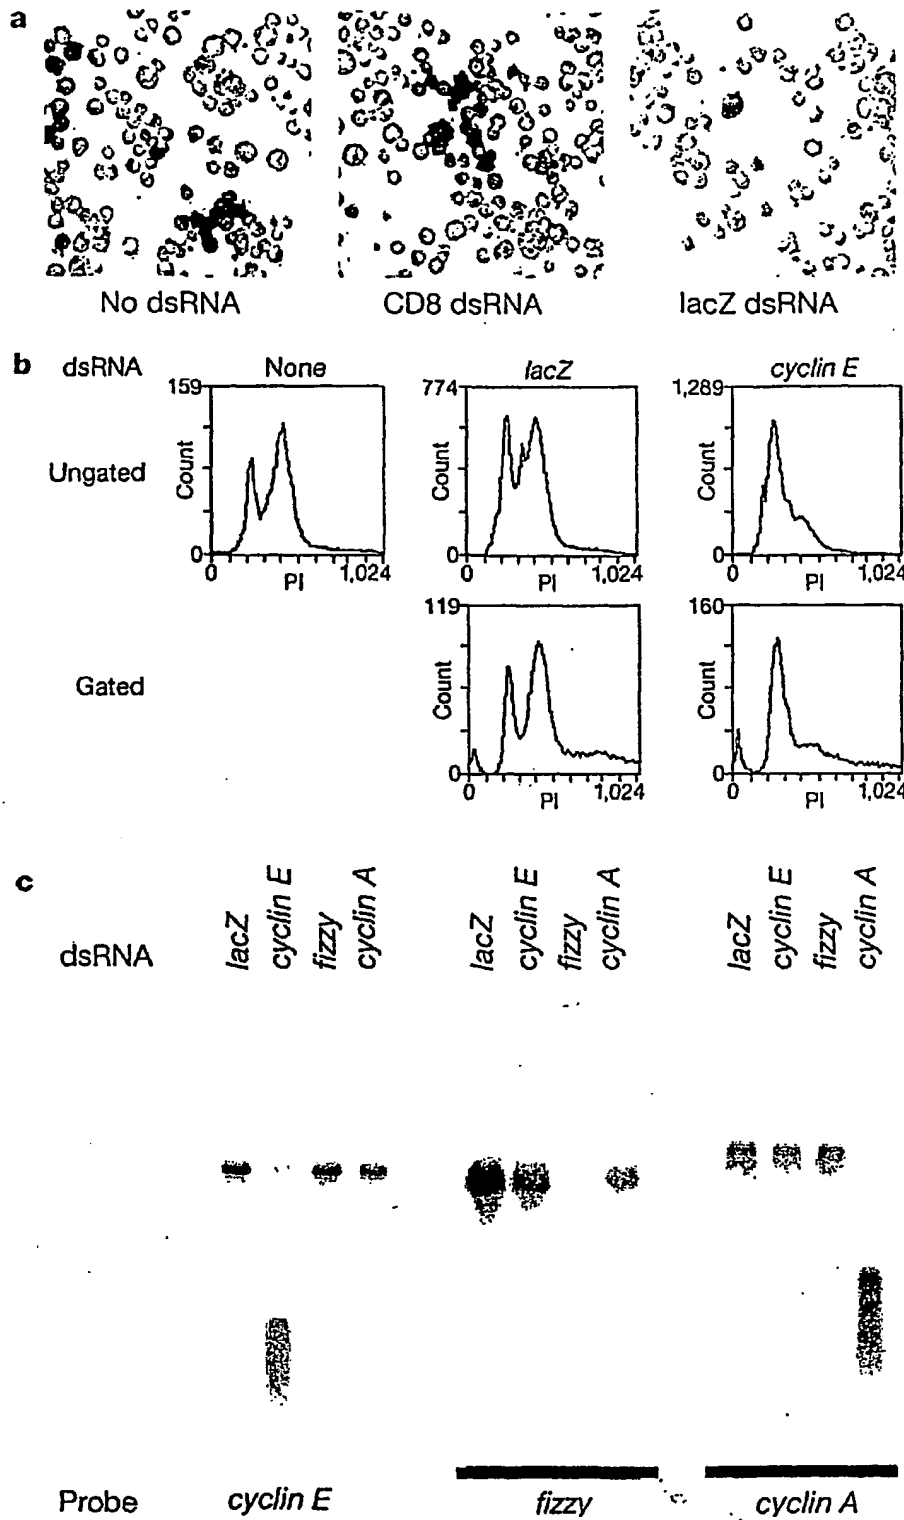 a
No dsRNA CD8 dsRNA lacZ dsRNA
b dsRNA None lacZ cyclin E
159 774 1,289
Ungated Count Count Count
0 0 0
0 PI 1,024 0 PI 1,024 0 PI 1,024
119 160
Gated Count Count
0 0
0 PI 1,024 0 PI 1,024
c
dsRNA lacZ cyclin E fizzy cyclin A lacZ cyclin E fizzy cyclin A lacZ cyclin E fizzy cyclin A
Probe cyclin E fizzy cyclin A